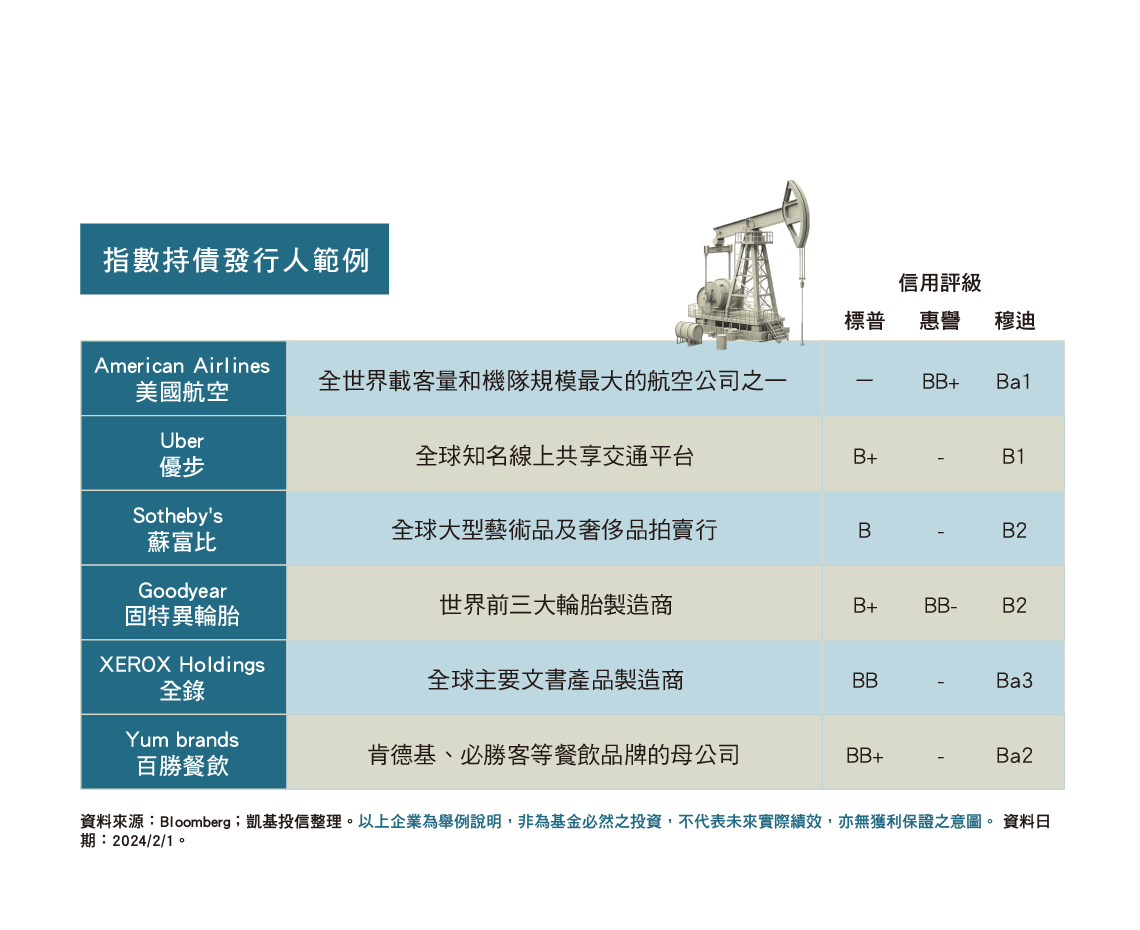 指數持債發行人範例
信用評級
標普 惠譽 穆迪
American Airlines
美國航空
全世界載客量和機隊規模最大的航空公司之一
— BB+ Ba1
Uber
優步
全球知名線上共享交通平台
B+ - B1
Sotheby's
蘇富比
全球大型藝術品及奢侈品拍賣行
B - B2
Goodyear
固特異輪胎
世界前三大輪胎製造商
B+ BB- B2
XEROX Holdings
全錄
全球主要文書產品製造商
BB - Ba3
Yum brands
百勝餐飲
肯德基、必勝客等餐飲品牌的母公司
BB+ - Ba2
資料來源：Bloomberg；凱基投信整理。以上企業為舉例說明，非為基金必然之投資，不代表未來實際績效，亦無獲利保證之意圖。 資料日
期：2024/2/1。